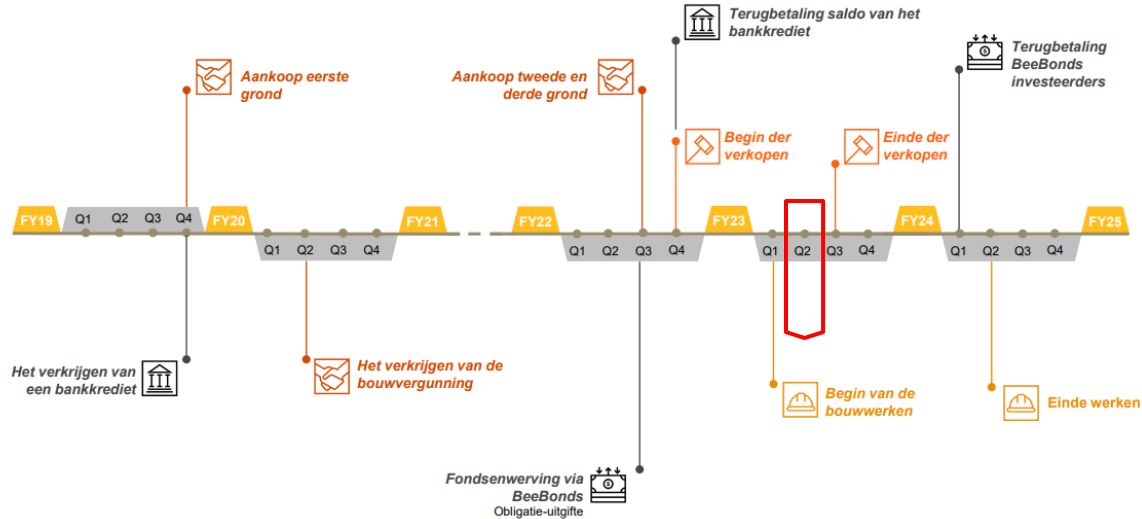 Terugbetaling saldo van het
bankkrediet
Aankoop eerste
grond
Aankoop tweede en
derde grond
Terugbetaling
BeeBonds
investeerders
Begin der
verkopen
Einde der
verkopen
FY19 Q1 Q2 Q3 Q4 FY20 FY21 FY22 FY23 FY24 FY25
Q1 Q2 Q3 Q4 Q1 Q2 Q3 Q4 Q1 Q2 Q3 Q4 Q1 Q2 Q3 Q4
Het verkrijgen van
een bankkrediet
Het verkrijgen van de
bouwvergunning
Begin van de
bouwwerken
Einde werken
Fondsenwerving via
BeeBonds
Obligatie-uitgifte